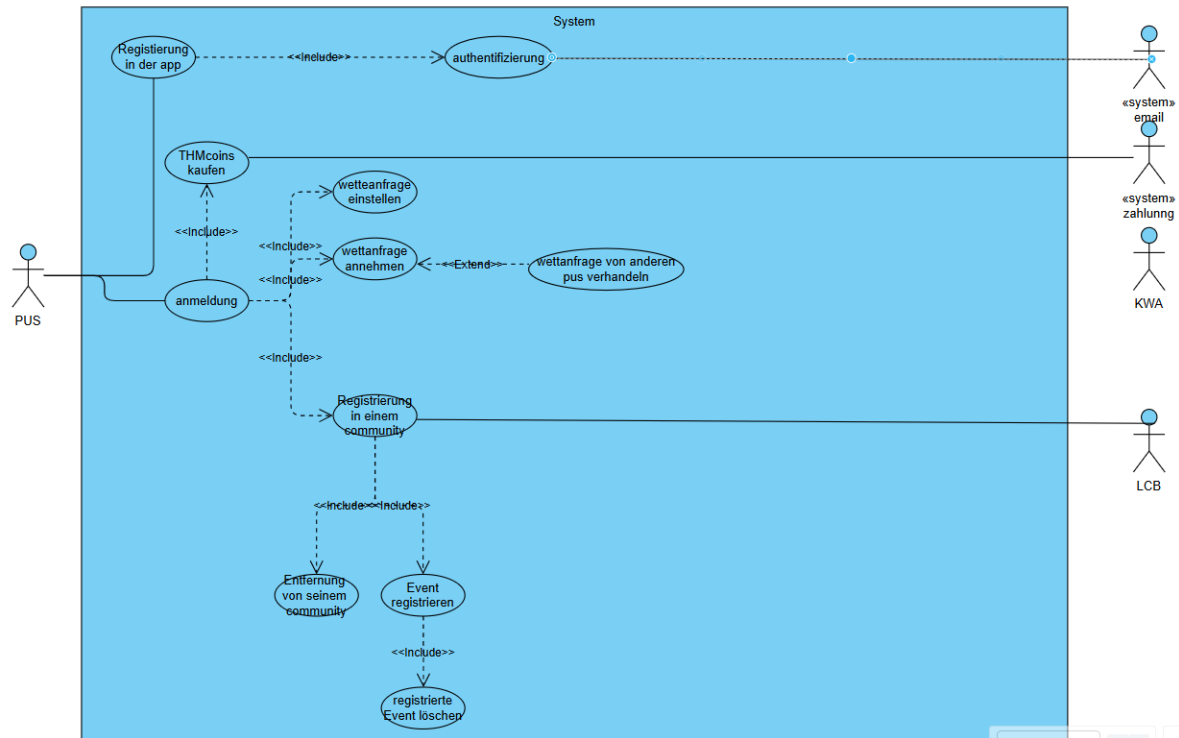 System
Registierung
in der app
<<Include>>
authentifizierung
«system»
email
THMcoins
kaufen
«system»
zahlunng
<<Include>>
wetteanfrage
einstellen
<<Include>>
wettanfrage
annehmen
<<Extend>>
wettanfrage von anderen
pus verhandeln
<<Include>>
anmeldung
PUS
KWA
<<Include>>
Registrierung
in einem
community
LCB
<<Include>>
<<Include>>
Entfernung
von seinem
community
Event
registrieren
<<Include>>
registrierte
Event löschen